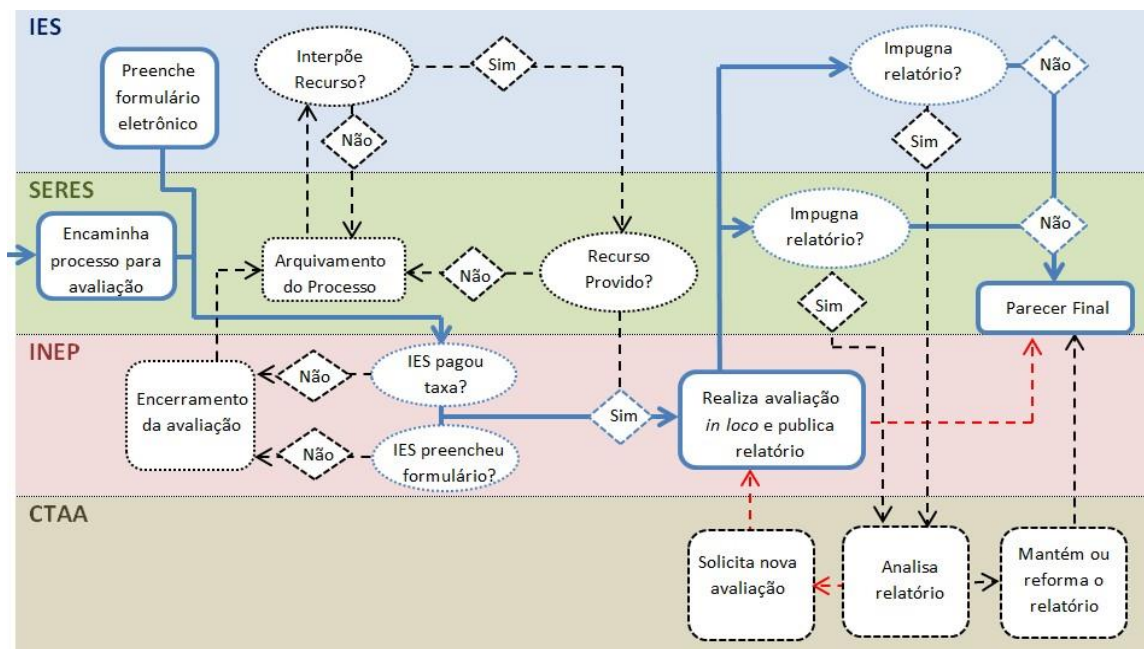 IES
Preenche
formulário
eletrônico
Interpõe
Recurso?
Sim
Não
Impugna
relatório?
Não
Sim
SERES
Encaminha
processo para
avaliação
Arquivamento
do Processo
Não
Recurso
Provido?
Impugna
relatório?
Não
Sim
Parecer Final
INEP
Encerramento
da avaliação
Não
IES pagou
taxa?
Não
IES preencheu
formulário?
Sim
Realiza avaliação
in loco e publica
relatório
CTAA
Solicita nova
avaliação
Analisa
relatório
Mantém ou
reforma o
relatório